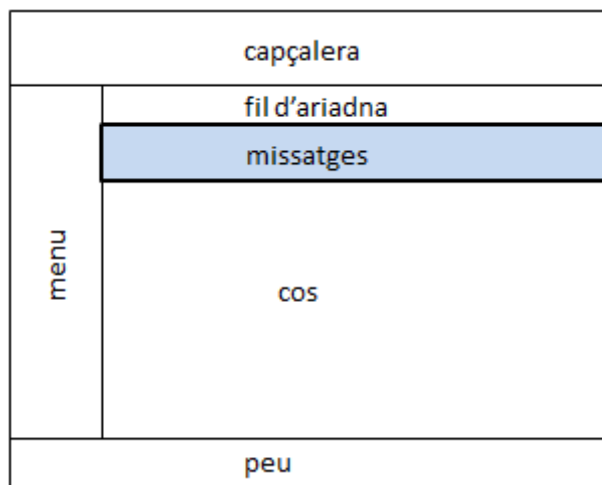 capçalera
fil d'ariadna
missatges
menu
cos
peu